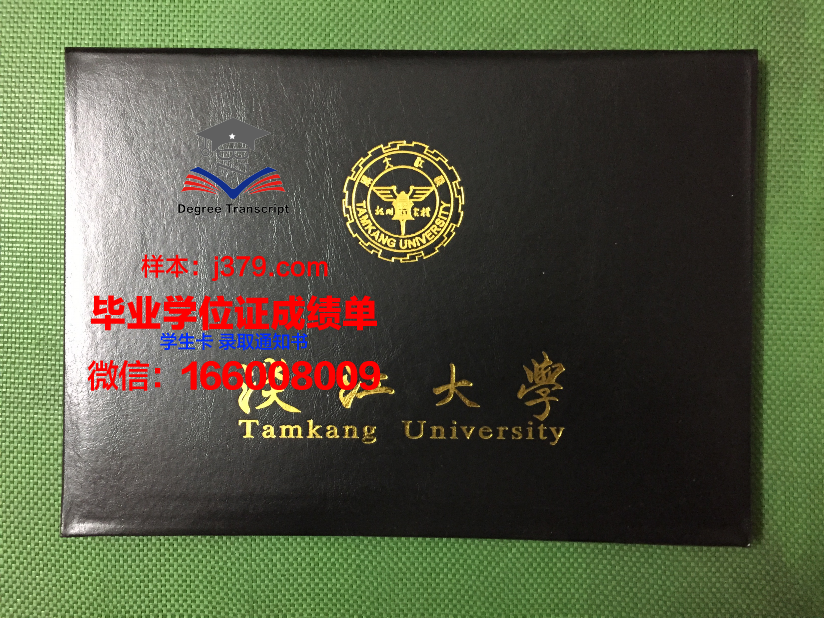 TAMKANG UNIVERSITY
Degree Transcript
样本：j379.com
毕业学位证成绩单
学生卡 录取通知书
微信：166008009
淡江大學
Tamkang University